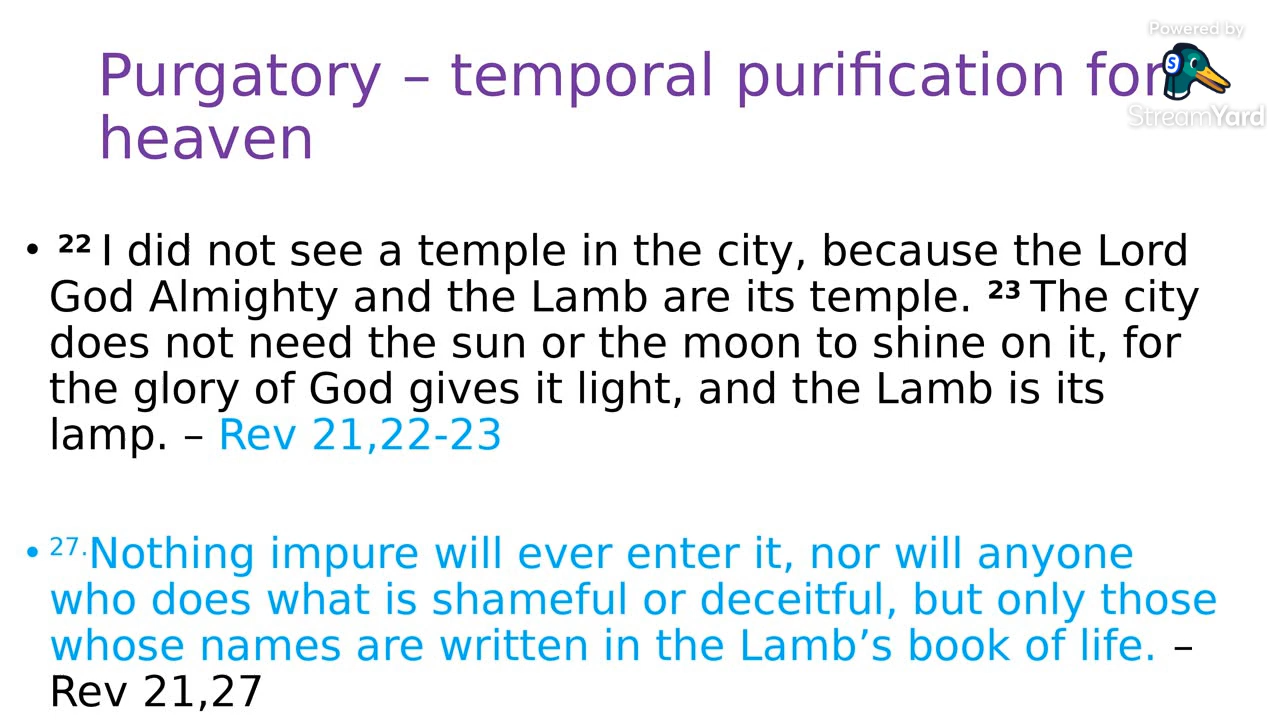 Powered by
StreamYard
Purgatory – temporal purification for
heaven
• 22 I did not see a temple in the city, because the Lord
God Almighty and the Lamb are its temple. 23 The city
does not need the sun or the moon to shine on it, for
the glory of God gives it light, and the Lamb is its
lamp. – Rev 21,22-23
• 27.Nothing impure will ever enter it, nor will anyone
who does what is shameful or deceitful, but only those
whose names are written in the Lamb’s book of life. –
Rev 21,27